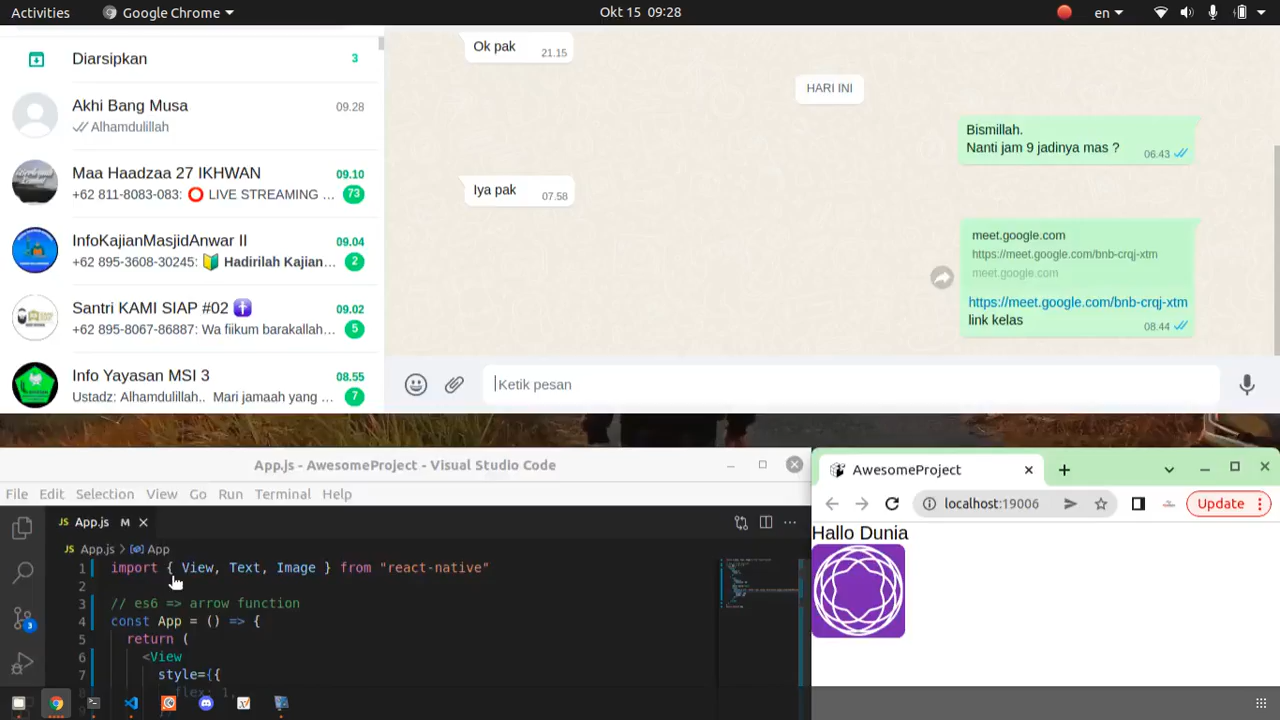 Activities
Google Chrome
Okt 15 09:28
en
Diarsipkan
3
Akhi Bang Musa
09.28
Alhamdulillah
Maa Haadzaa 27 IKHWAN
09.10
+62 811-8083-083: ⭕ LIVE STREAMING ...
73
InfoKajianMasjidAnwar II
09.04
+62 895-3608-30245: 🔰 Hadirilah Kajian...
2
Santri KAMI SIAP #02
09.02
+62 895-8067-86887: Wa fiikum barakallah...
5
Info Yayasan MSI 3
08.55
Ustadz: Alhamdulillah.. Mari jamaah yang ...
7
Ok pak
21.15
HARI INI
Bismillah.
Nanti jam 9 jadinya mas ?
06.43
Iya pak
07.58
meet.google.com
https://meet.google.com/bnb-crqj-xtm
meet.google.com
https://meet.google.com/bnb-crqj-xtm
link kelas
08.44
Ketik pesan
App.js - AwesomeProject - Visual Studio Code
File Edit Selection View Go Run Terminal Help
JS App.js M
JS App.js > App
1 import { View, Text, Image } from "react-native"
2
3 // es6 => arrow function
4 const App = () => {
5 return (
6 <View
7 style={{
8 flex: 1,
3
AwesomeProject
localhost:19006
Update
Hallo Dunia